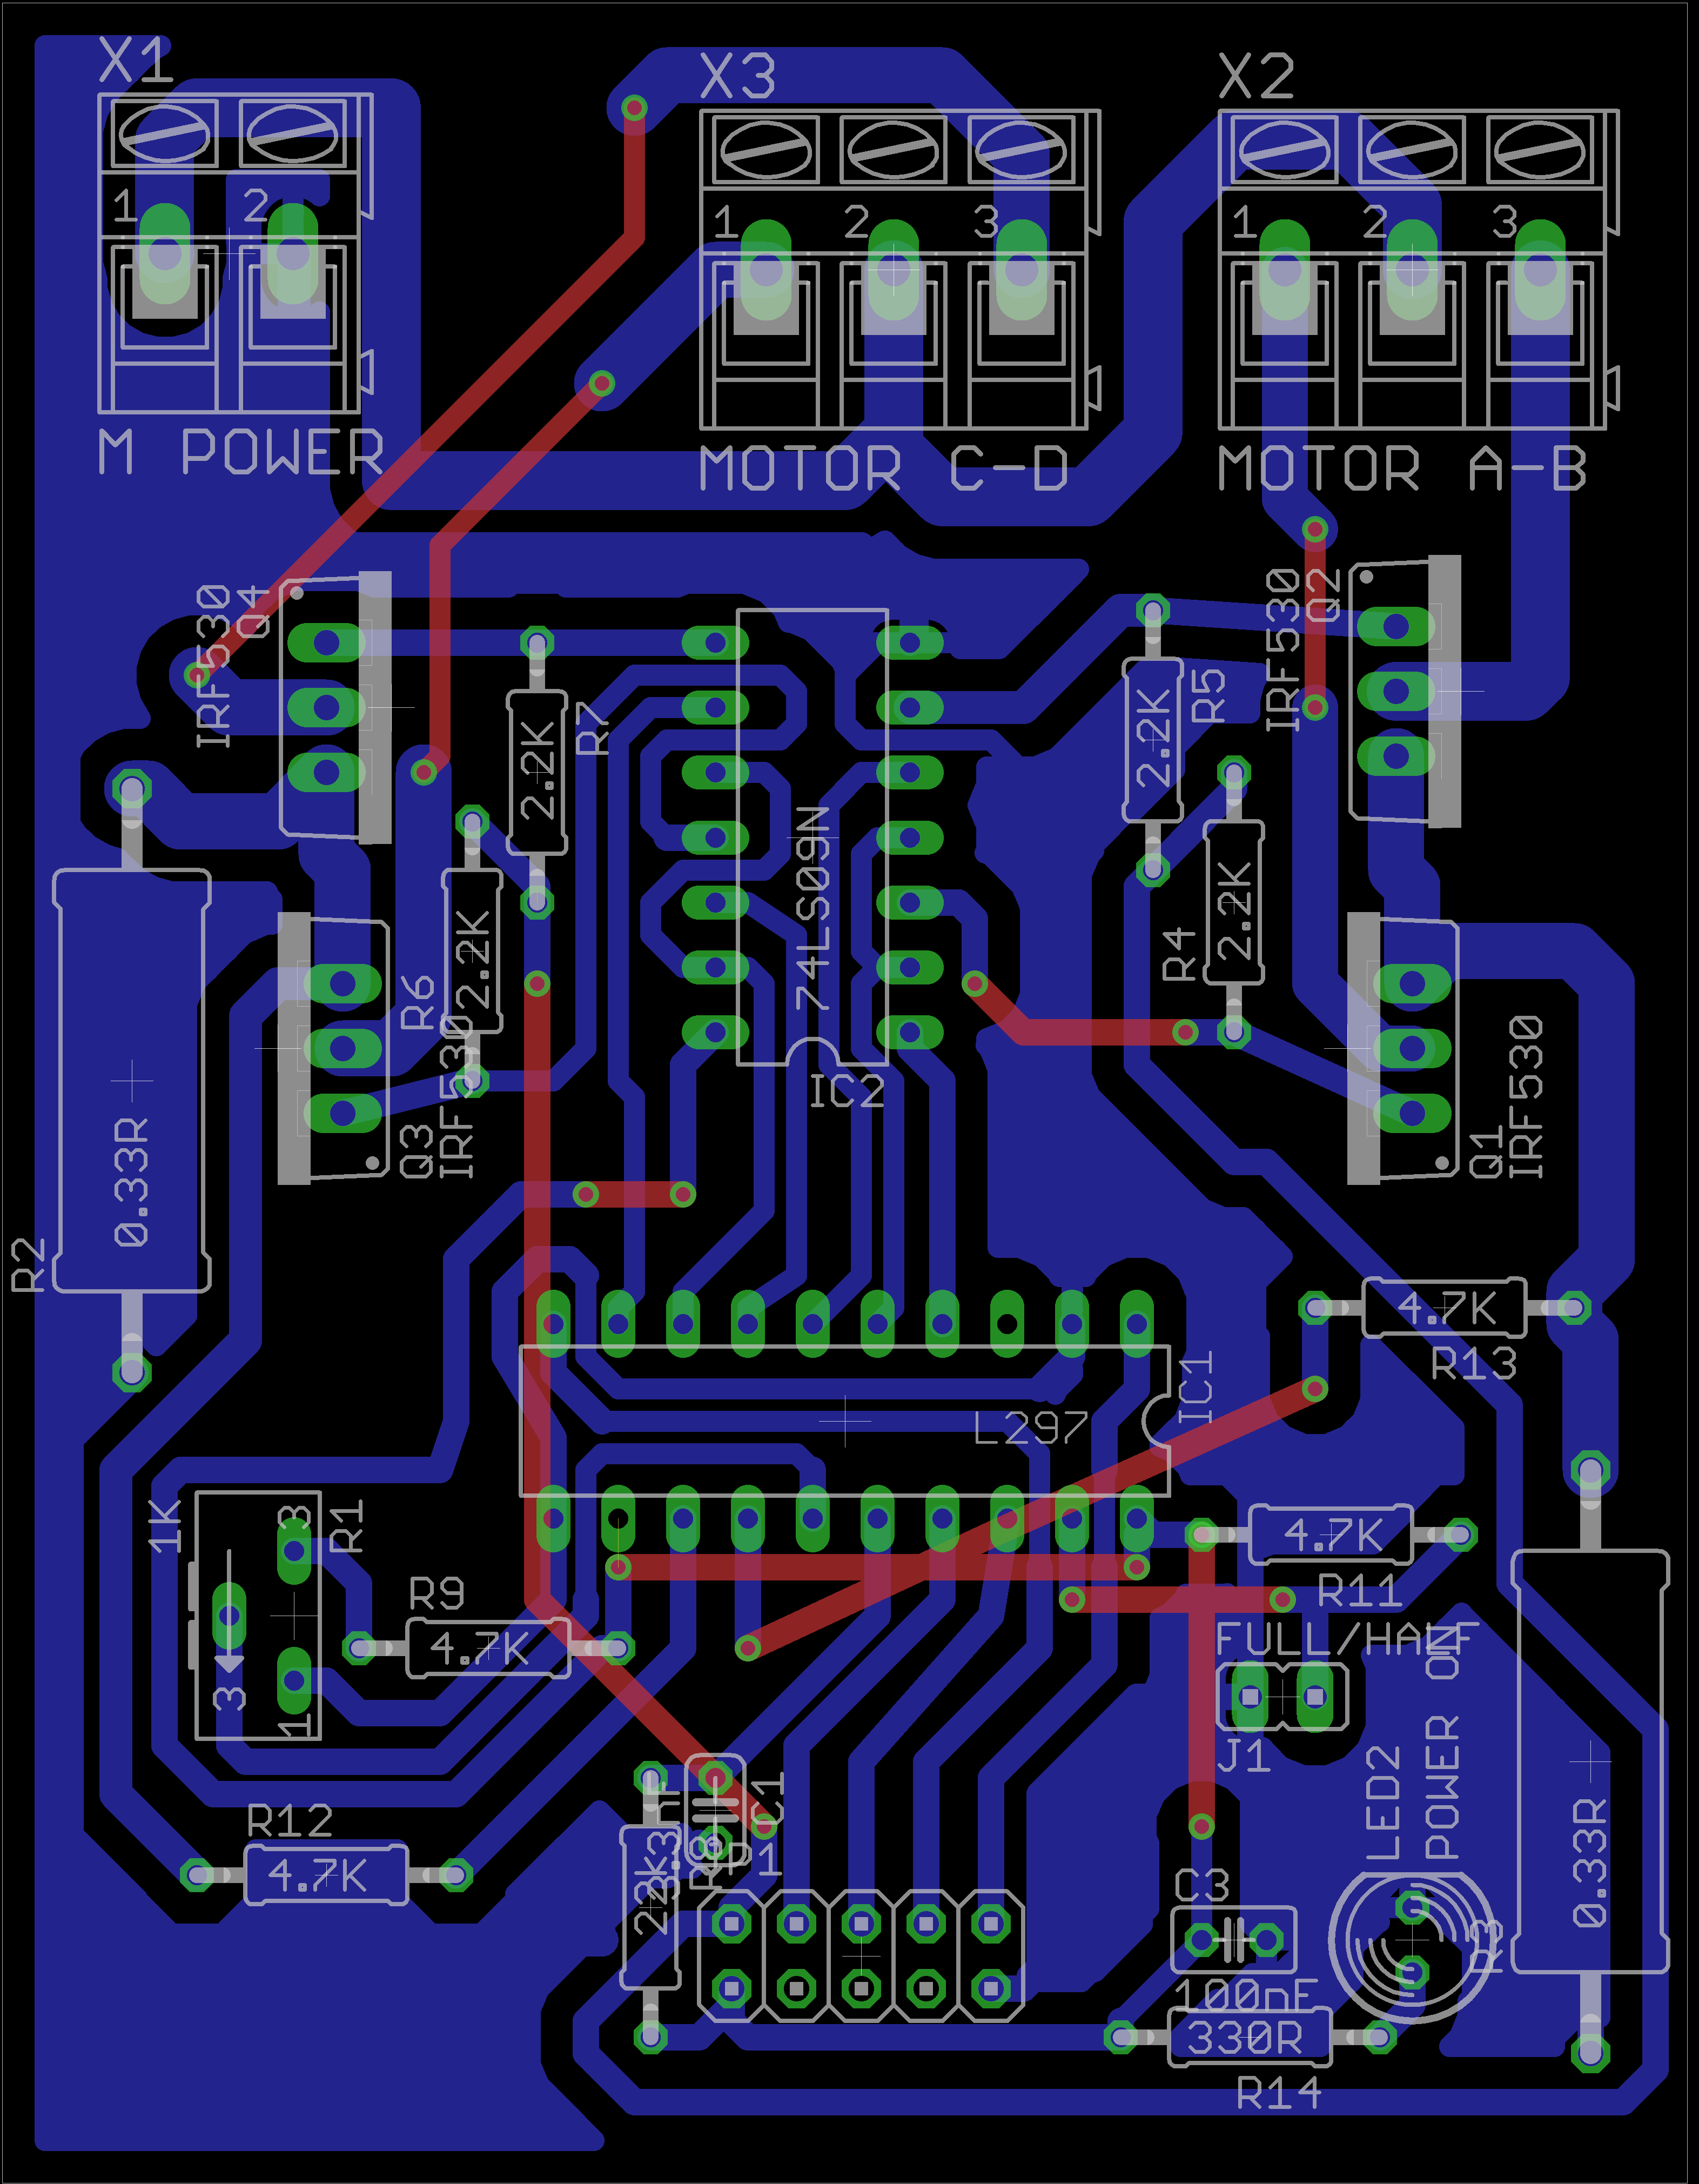 X1
X3
X2
1
2
1
2
3
1
2
3
M POWER
MOTOR C-D
MOTOR A-B
IRF530
Q4
IRF530
Q2
2.2K
R7
2.2K
R5
74LS09N
IC2
2.2K
R6
2.2K
R4
Q3
IRF530
Q1
IRF530
0.33R
R2
4.7K
R13
IC1
L297
1K
3
R1
3
1
R9
4.7K
4.7K
R11
FULL/HALF
J1
LED2
POWER ON
R12
4.7K
C1
R8
C3
100nF
330R
R14
0.33R
R3